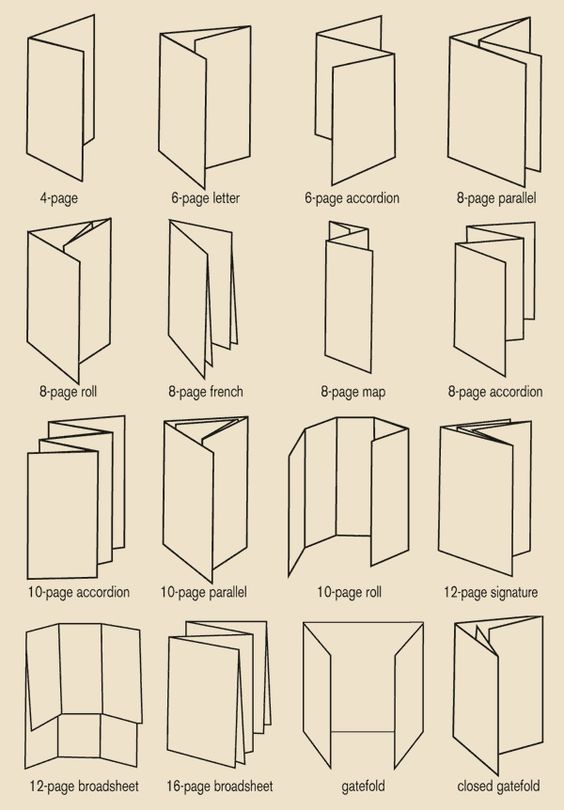 4-page
6-page letter
6-page accordion
8-page parallel
8-page roll
8-page french
8-page map
8-page accordion
10-page accordion
10-page parallel
10-page roll
12-page signature
12-page broadsheet
16-page broadsheet
gatefold
closed gatefold